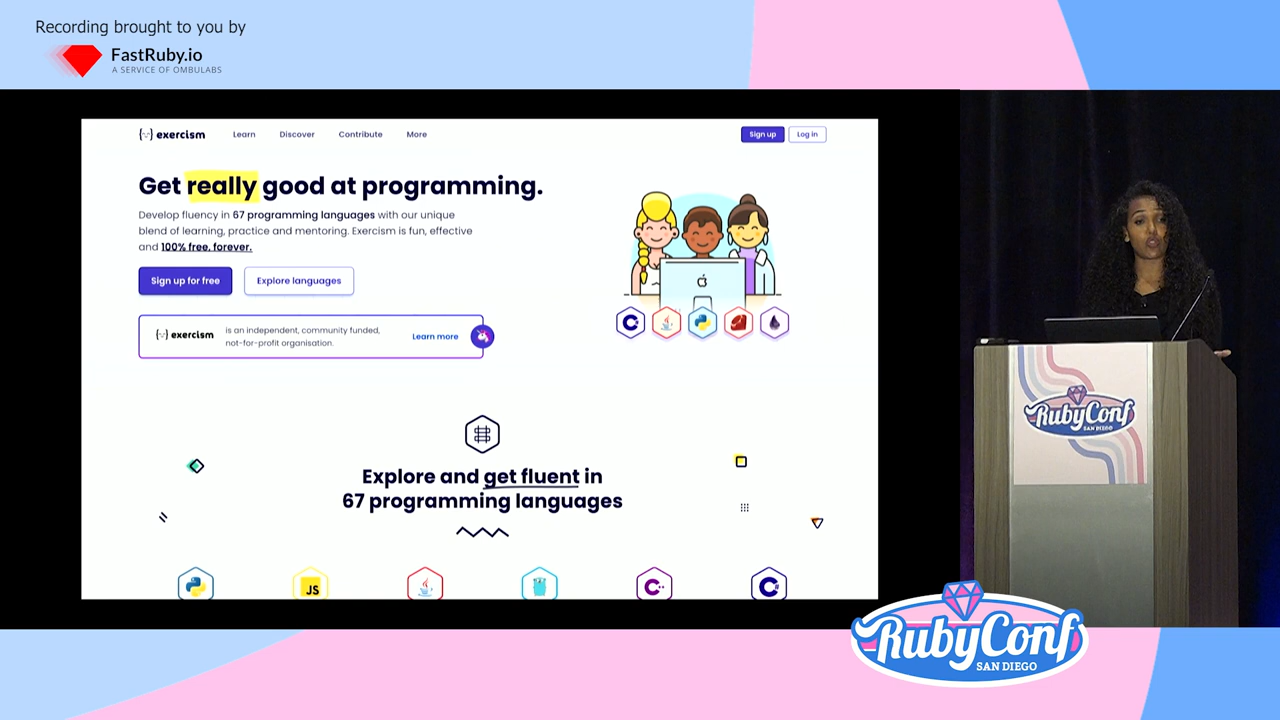 Recording brought to you by
FastRuby.io
A SERVICE OF OMBULABS
{··} exercism
Learn
Discover
Contribute
More
Sign up
Log in
Get really good at programming.
Develop fluency in 67 programming languages with our unique
blend of learning, practice and mentoring. Exercism is fun, effective
and 100% free, forever.
Sign up for free
Explore languages
{··} exercism
is an independent, community funded,
not-for-profit organisation.
Learn more
Explore and get fluent in
67 programming languages
JS
C++
C#
RubyConf
SAN DIEGO
RubyConf
SAN DIEGO